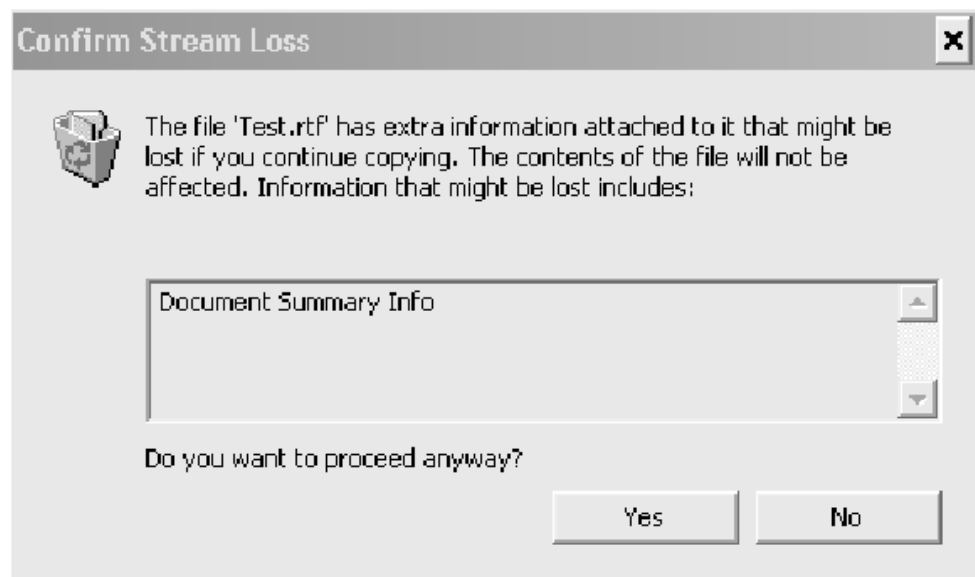 Confirm Stream Loss
The file 'Test.rtf' has extra information attached to it that might be
lost if you continue copying. The contents of the file will not be
affected. Information that might be lost includes:
Document Summary Info
Do you want to proceed anyway?
Yes
No